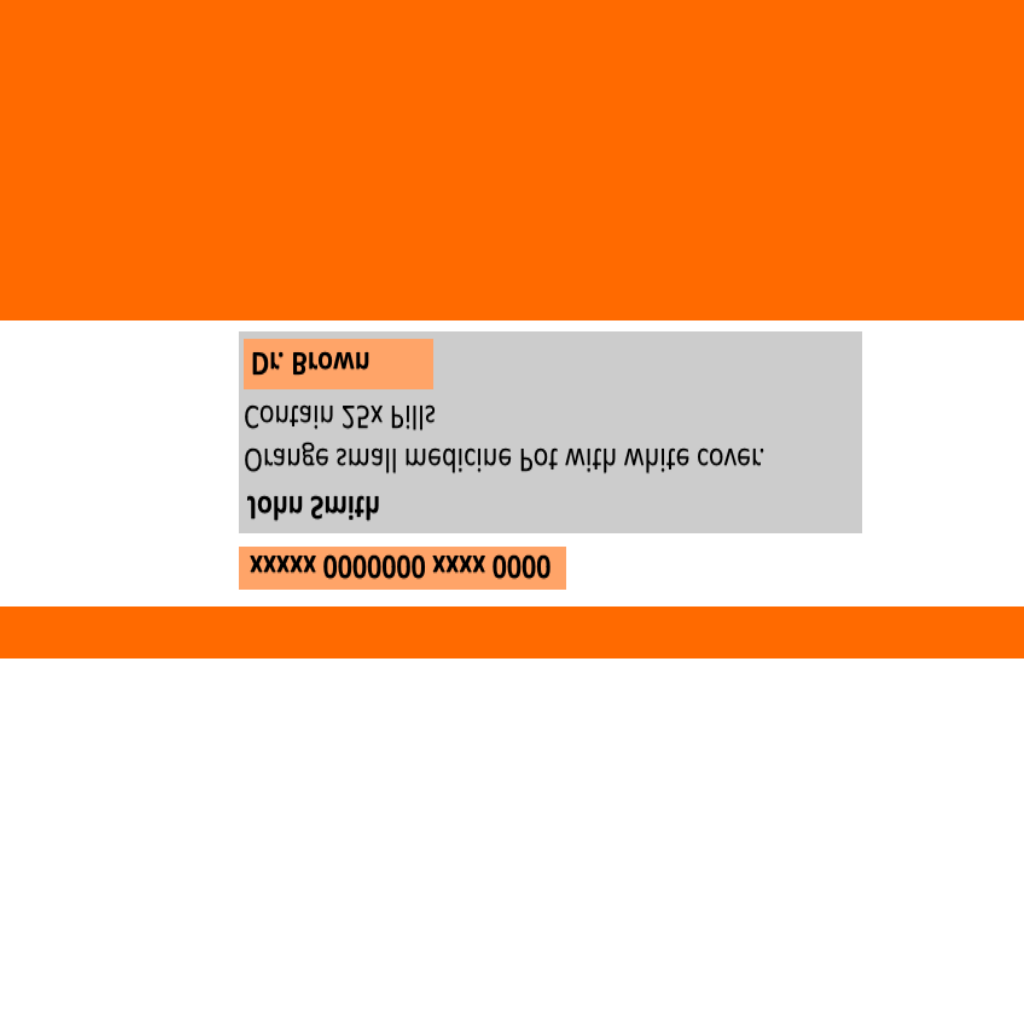 xxxxx 0000000 xxxx 0000
John Smith
Orange small medicine Pot with white cover.
Contain 25x Pills
Dr. Brown